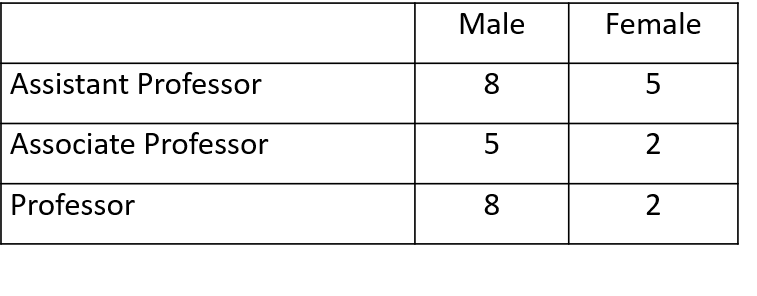 Male Female
Assistant Professor 8 5
Associate Professor 5 2
Professor 8 2